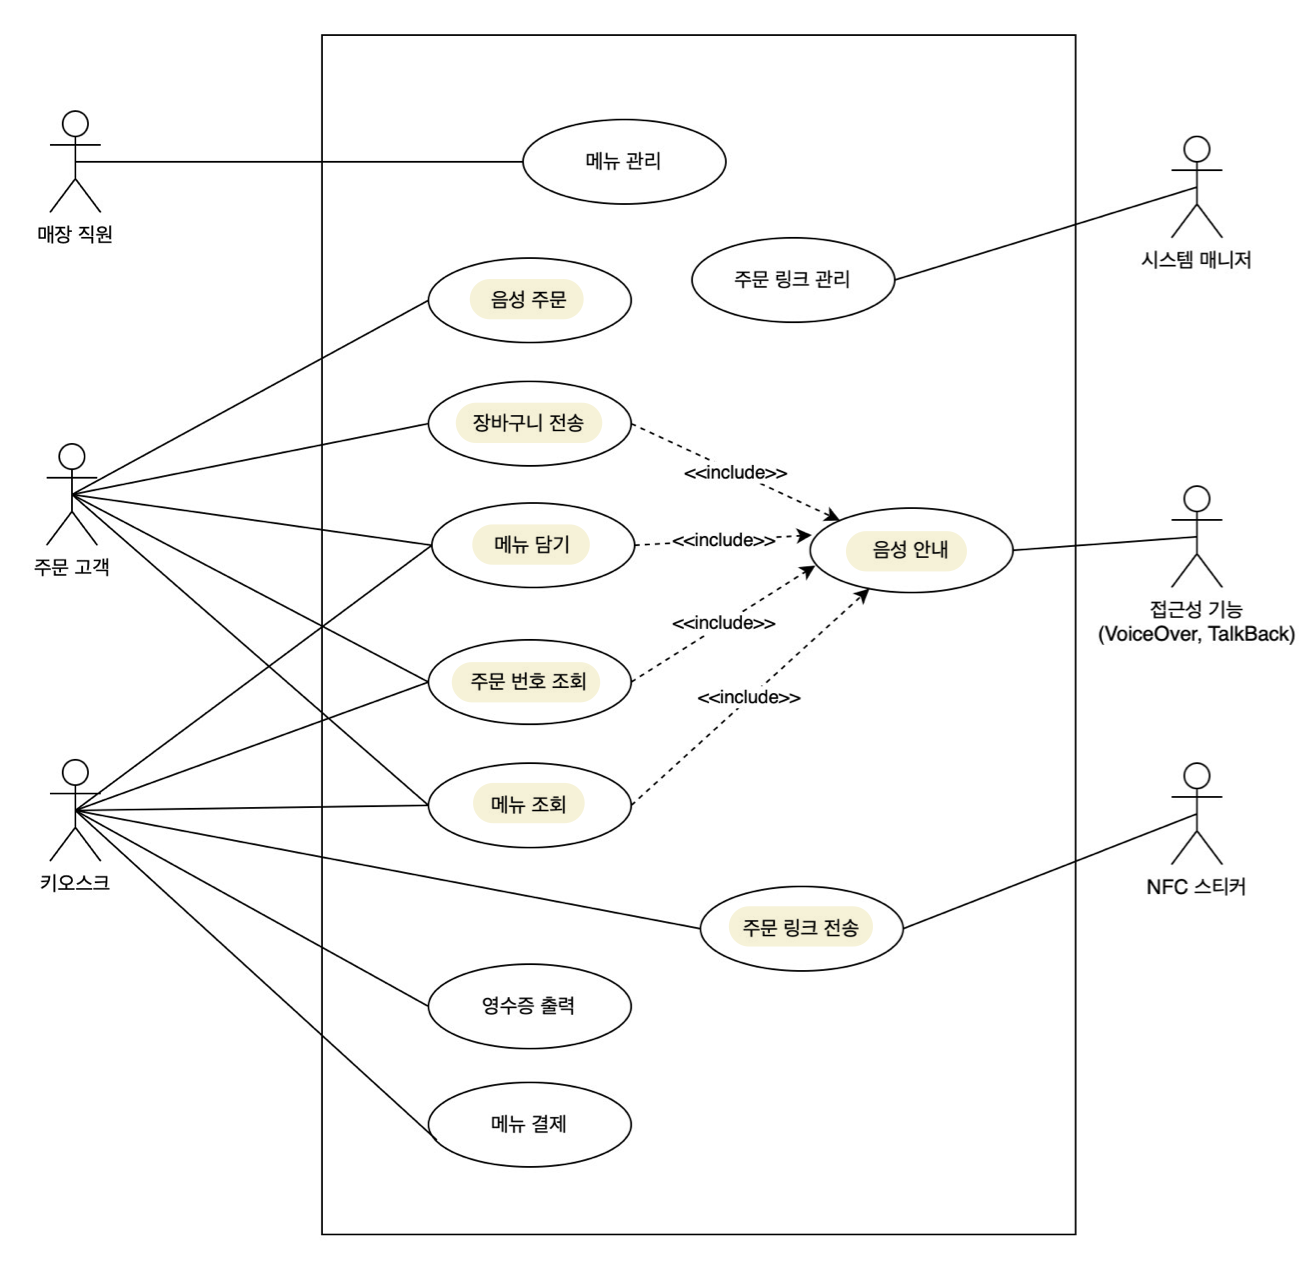 메뉴 관리
매장 직원
시스템 매니저
주문 링크 관리
음성 주문
장바구니 전송
<<include>>
메뉴 담기
<<include>>
음성 안내
주문 고객
접근성 기능
(VoiceOver, TalkBack)
<<include>>
주문 번호 조회
<<include>>
메뉴 조회
키오스크
NFC 스티커
주문 링크 전송
영수증 출력
메뉴 결제